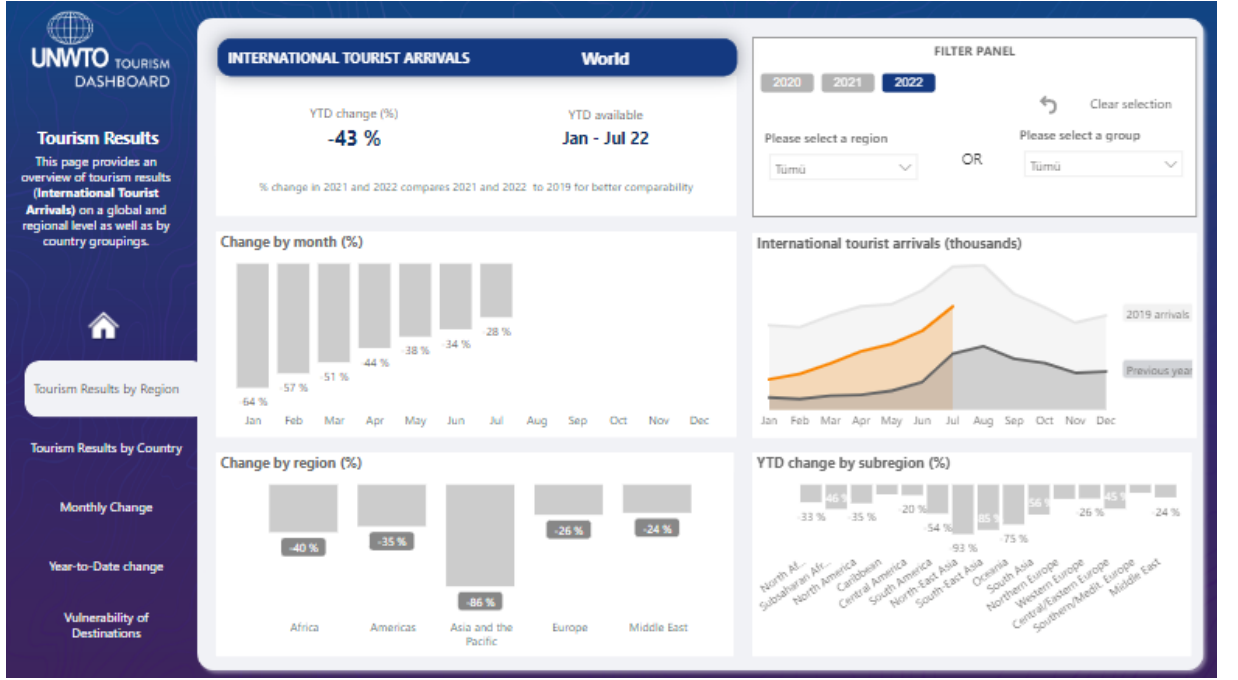 UNWTO TOURISM
DASHBOARD
Tourism Results
This page provides an
overview of tourism results
(International Tourist
Arrivals) on a global and
regional level as well as by
country groupings.
Tourism Results by Region
Tourism Results by Country
Monthly Change
Year-to-Date change
Vulnerability of
Destinations
INTERNATIONAL TOURIST ARRIVALS World
YTD change (%)
-43 %
YTD available
Jan - Jul 22
% change in 2021 and 2022 compares 2021 and 2022 to 2019 for better comparability
FILTER PANEL
2020 2021 2022
Clear selection
Please select a region
Tümü
OR
Please select a group
Tümü
Change by month (%)
-64 %
-57 %
-51 %
-44 %
-38 %
-34 %
-28 %
Jan Feb Mar Apr May Jun Jul Aug Sep Oct Nov Dec
International tourist arrivals (thousands)
2019 arrivals
Previous year
Jan Feb Mar Apr May Jun Jul Aug Sep Oct Nov Dec
Change by region (%)
-40 %
-35 %
-86 %
-26 %
-24 %
Africa
Americas
Asia and the
Pacific
Europe
Middle East
YTD change by subregion (%)
-33 %
46 %
-35 %
-20 %
-54 %
-93 %
85 %
-75 %
56 %
-26 %
45 %
-24 %
North Af...
Subsaharan Afr...
North America
Caribbean
Central America
South America
North-East Asia
South-East Asia
Oceania
South Asia
Northern Europe
Western Europe
Central/Eastern Europe
Southern/Medit. Europe
Middle East